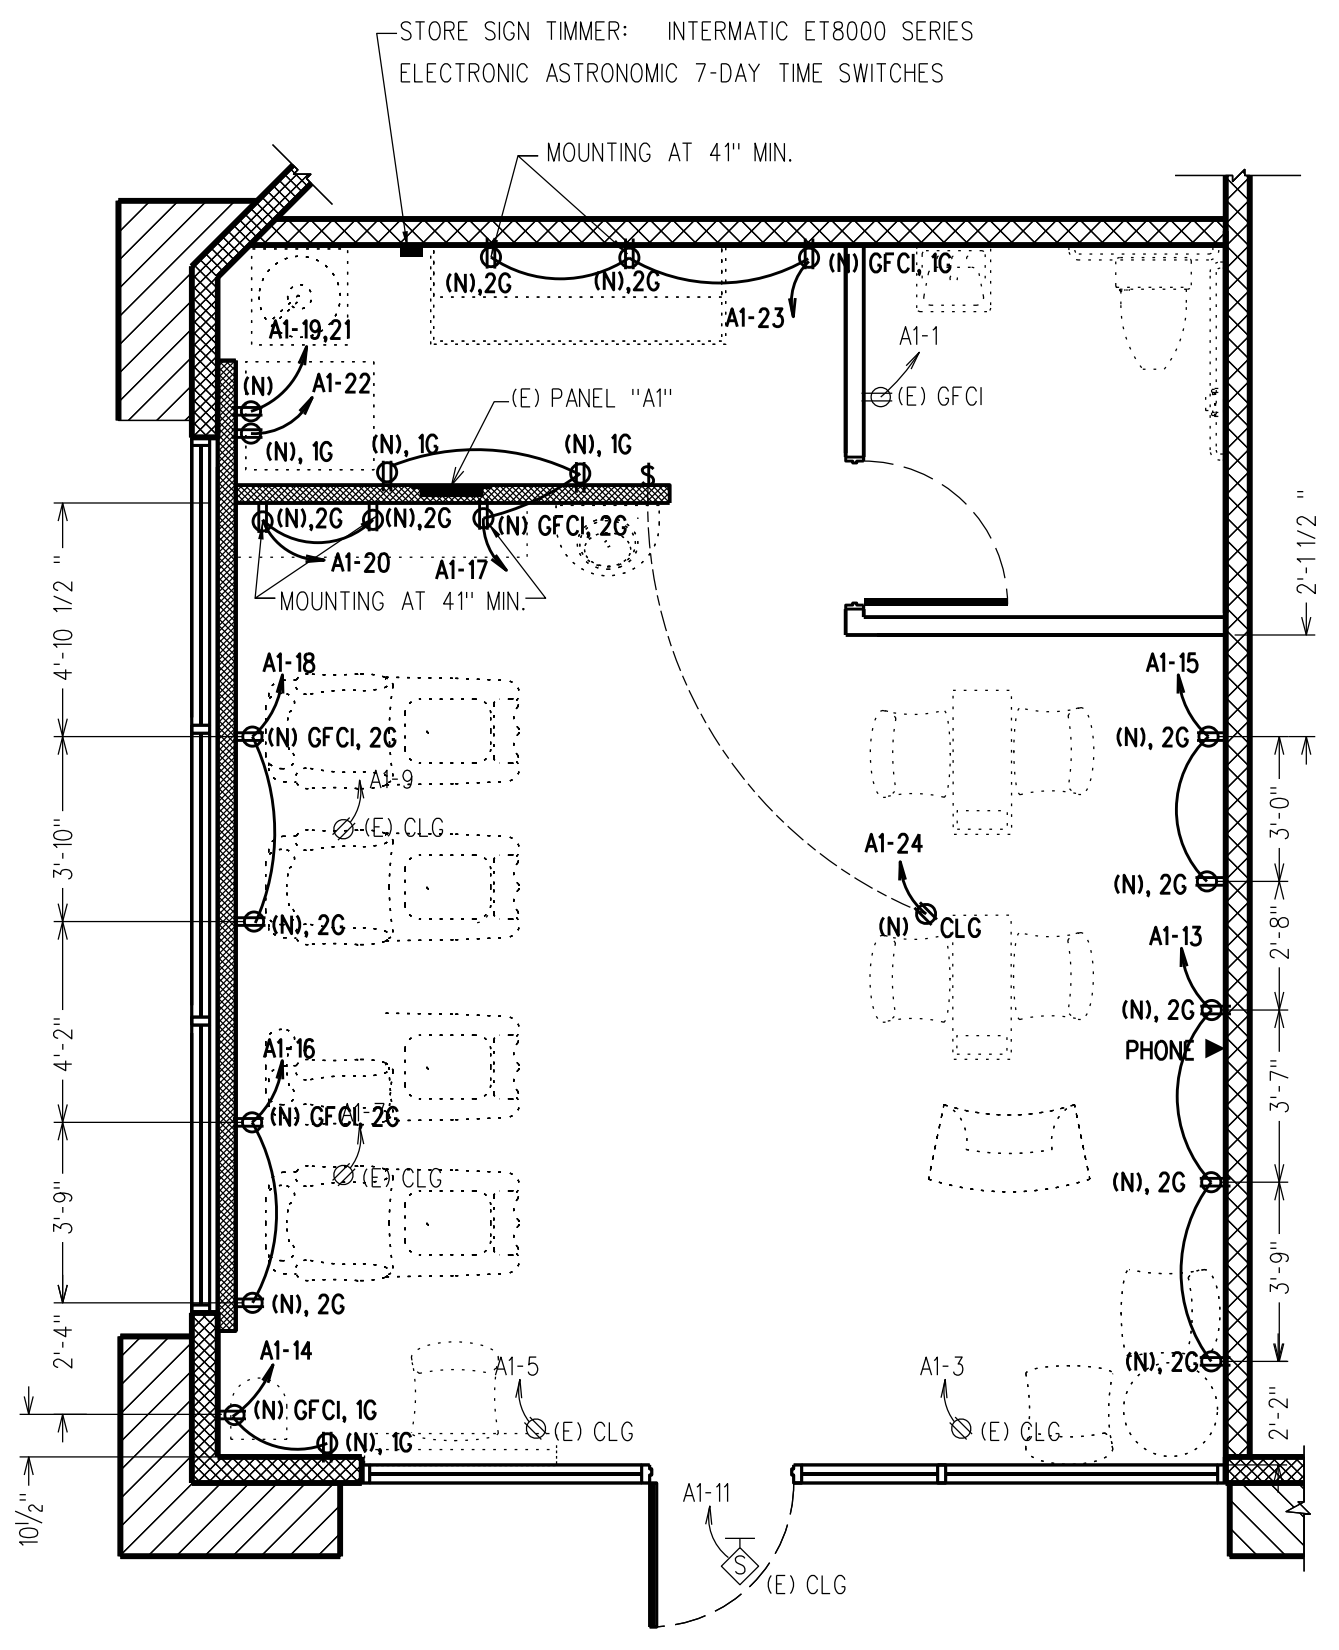 STORE SIGN TIMMER: INTERMATIC ET8000 SERIES
ELECTRONIC ASTRONOMIC 7-DAY TIME SWITCHES
MOUNTING AT 41" MIN.
(N),2G
(N),2G
(N) GFCI, 1G
A1-23
A1-19,21
A1-1
(E) GFCI
(N)
A1-22
(E) PANEL "A1"
(N), 1G
(N), 1G
(N), 1G
$
(N),2G
(N),2G
(N) GFCI, 2G
A1-20
A1-17
MOUNTING AT 41" MIN.
4'-10 1/2 "
2'-1 1/2 "
A1-18
(N) GFCI, 2G
A1-9
(E) CLG
3'-10"
(N), 2G
A1-15
(N), 2G
3'-0"
(N), 2G
A1-24
(N) CLG
2'-8"
A1-13
(N), 2G
PHONE
4'-2"
A1-16
(N) GFCI, 2G
A1-7
(E) CLG
3'-7"
(N), 2G
3'-9"
(N), 2G
3'-9"
(N), 2G
2'-4"
A1-14
(N) GFCI, 1G
(N), 1G
A1-5
(E) CLG
A1-3
(E) CLG
2'-2"
10 1/2"
A1-11
S
(E) CLG